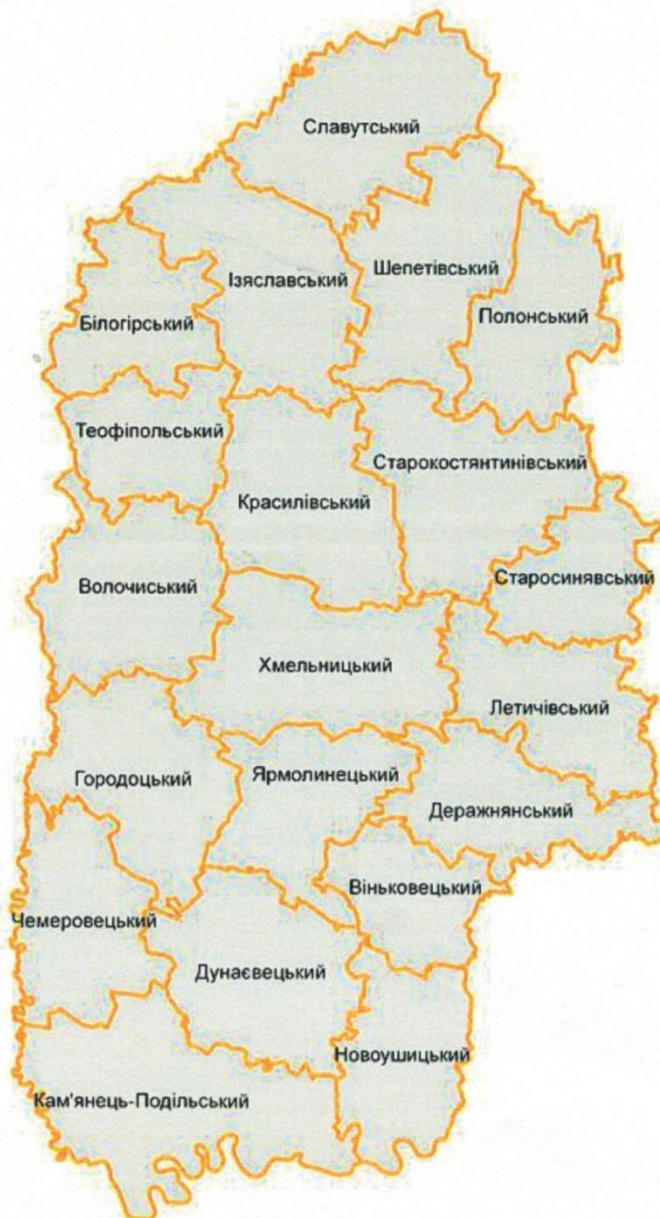 Славутський
Шепетівський
Ізяславський
Полонський
Білогірський
Теофіпольський
Старокостянтинівський
Красилівський
Старосинявський
Волочиський
Хмельницький
Летичівський
Ярмолинецький
Городоцький
Деражнянський
Віньковецький
Чемеровецький
Дунаєвецький
Новоушицький
Кам'янець-Подільський